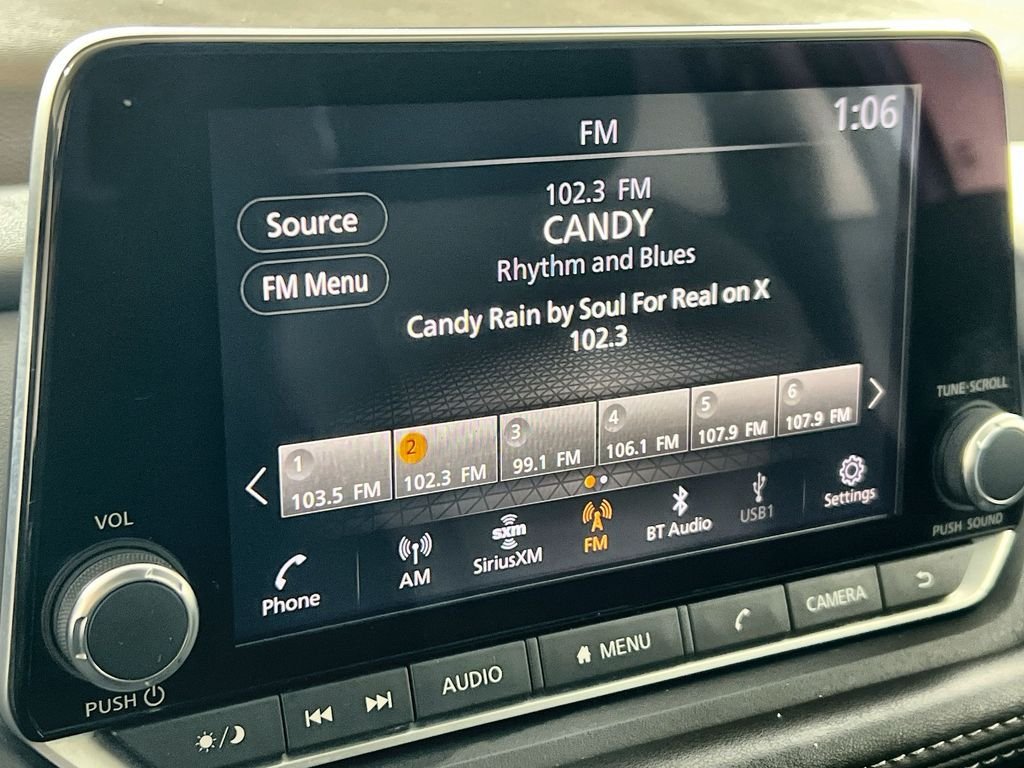 FM
1:06
Source
FM Menu
102.3 FM
CANDY
Rhythm and Blues
Candy Rain by Soul For Real on X
102.3
1
103.5 FM
2
102.3 FM
3
99.1 FM
4
106.1 FM
5
107.9 FM
6
107.9 FM
Phone
AM
sxm
SiriusXM
FM
BT Audio
USB1
Settings
VOL
PUSH
TUNE·SCROLL
PUSH SOUND
AUDIO
MENU
CAMERA